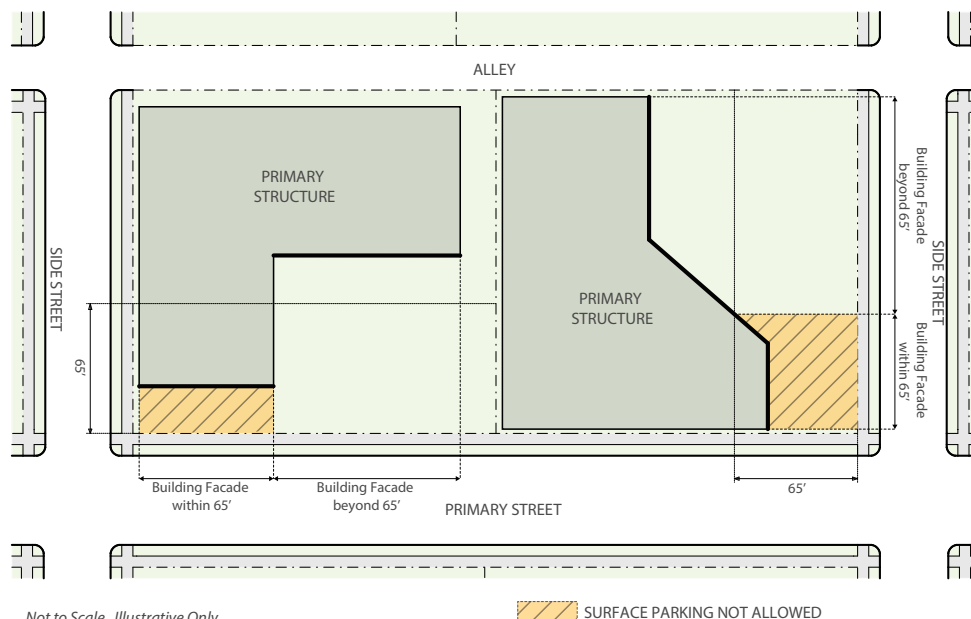 ALLEY
PRIMARY
STRUCTURE
PRIMARY
STRUCTURE
SIDE STREET
65'
Building Facade
beyond 65'
Building Facade
within 65'
SIDE STREET
Building Facade
within 65'
Building Facade
beyond 65'
65'
PRIMARY STREET
Not to Scale. Illustrative Only.
SURFACE PARKING NOT ALLOWED